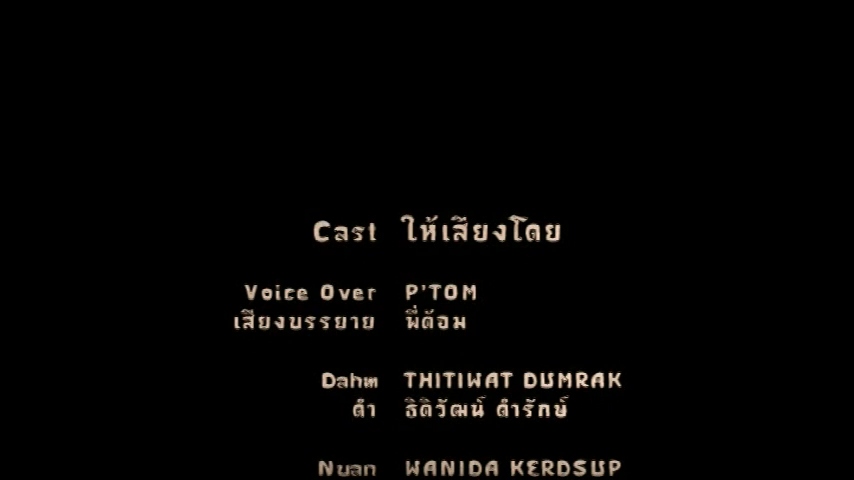 Cast ให้เสียงโดย
Voice Over P'TOM
เสียงบรรยาย พี่ต้อม
Dahm THITIWAT DUMRAK
ดำ ธิติวัฒน์ ดำรักษ์
Nuan WANIDA KERDSUP